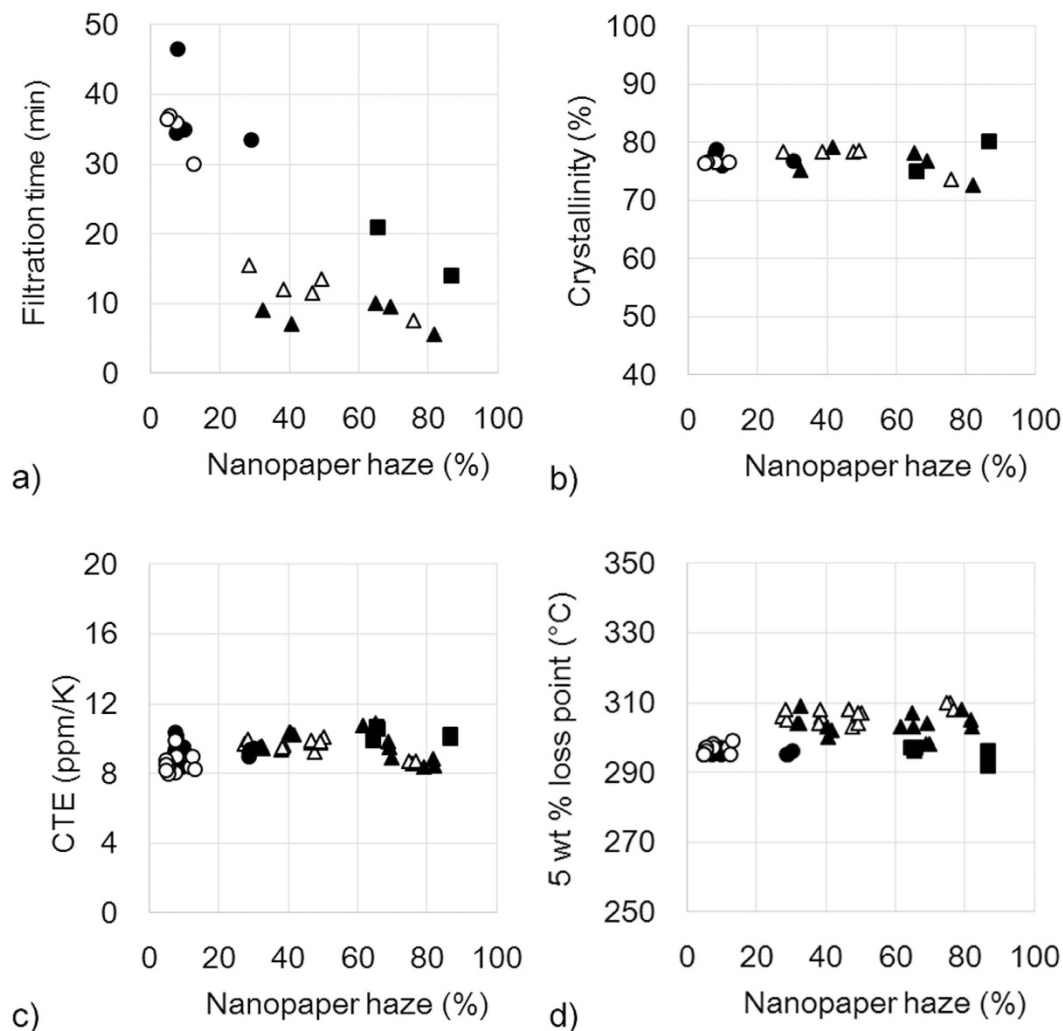 50
40
30
20
10
0
Filtration time (min)
0 20 40 60 80 100
Nanopaper haze (%)
a)
100
90
80
70
60
50
40
Crystallinity (%)
0 20 40 60 80 100
Nanopaper haze (%)
b)
20
16
12
8
4
0
CTE (ppm/K)
0 20 40 60 80 100
Nanopaper haze (%)
c)
350
330
310
290
270
250
5 wt % loss point (°C)
0 20 40 60 80 100
Nanopaper haze (%)
d)